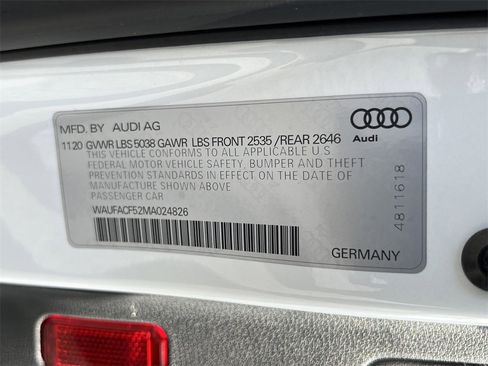 MFD. BY AUDI AG
1120 GVWR LBS 5038 GAWR LBS FRONT 2535 /REAR 2646
THIS VEHICLE CONFORMS TO ALL APPLICABLE U S
FEDERAL MOTOR VEHICLE SAFETY, BUMPER AND THEFT
PREVENTION STANDARDS IN EFFECT ON THE DATE OF
MANUFACTURE SHOWN ABOVE
PASSENGER CAR
WAUFACF52MA024826
Audi
4811618
GERMANY